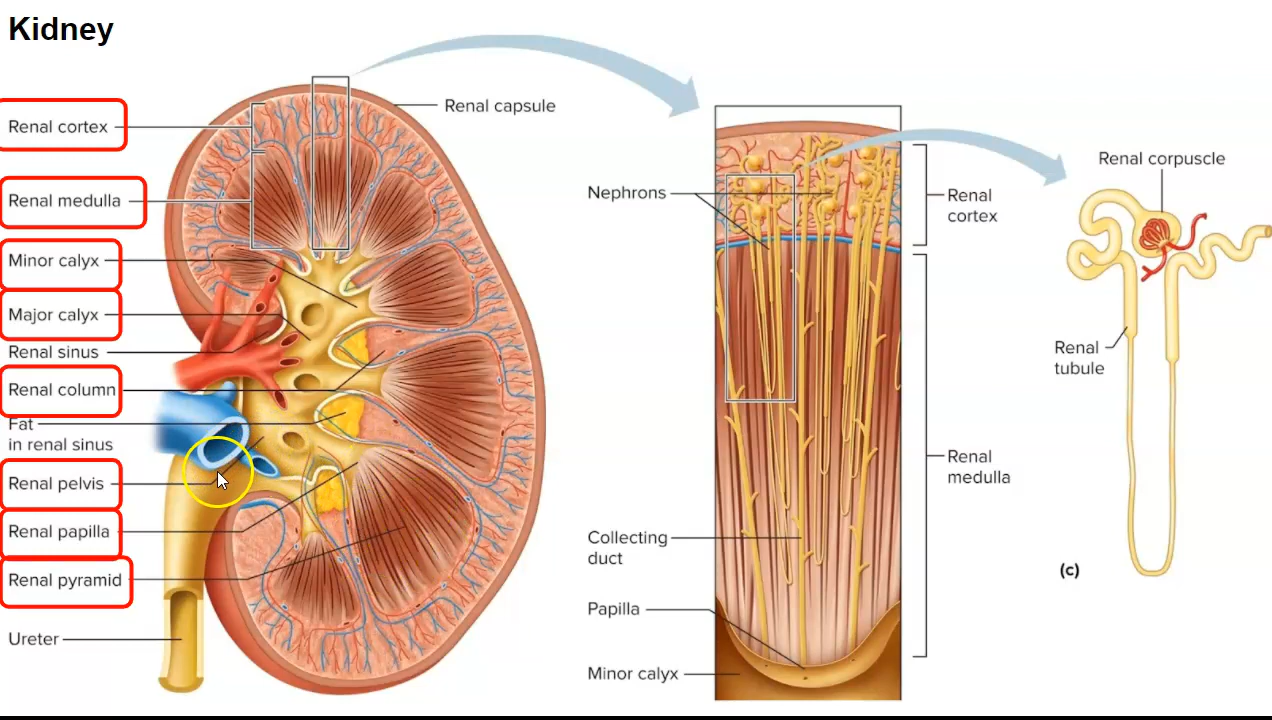 Kidney
Renal cortex
Renal medulla
Minor calyx
Major calyx
Renal sinus
Renal column
Fat
in renal sinus
Renal pelvis
Renal papilla
Renal pyramid
Ureter
Renal capsule
Nephrons
Collecting
duct
Papilla
Minor calyx
Renal
cortex
Renal
medulla
Renal corpuscle
Renal
tubule
(c)